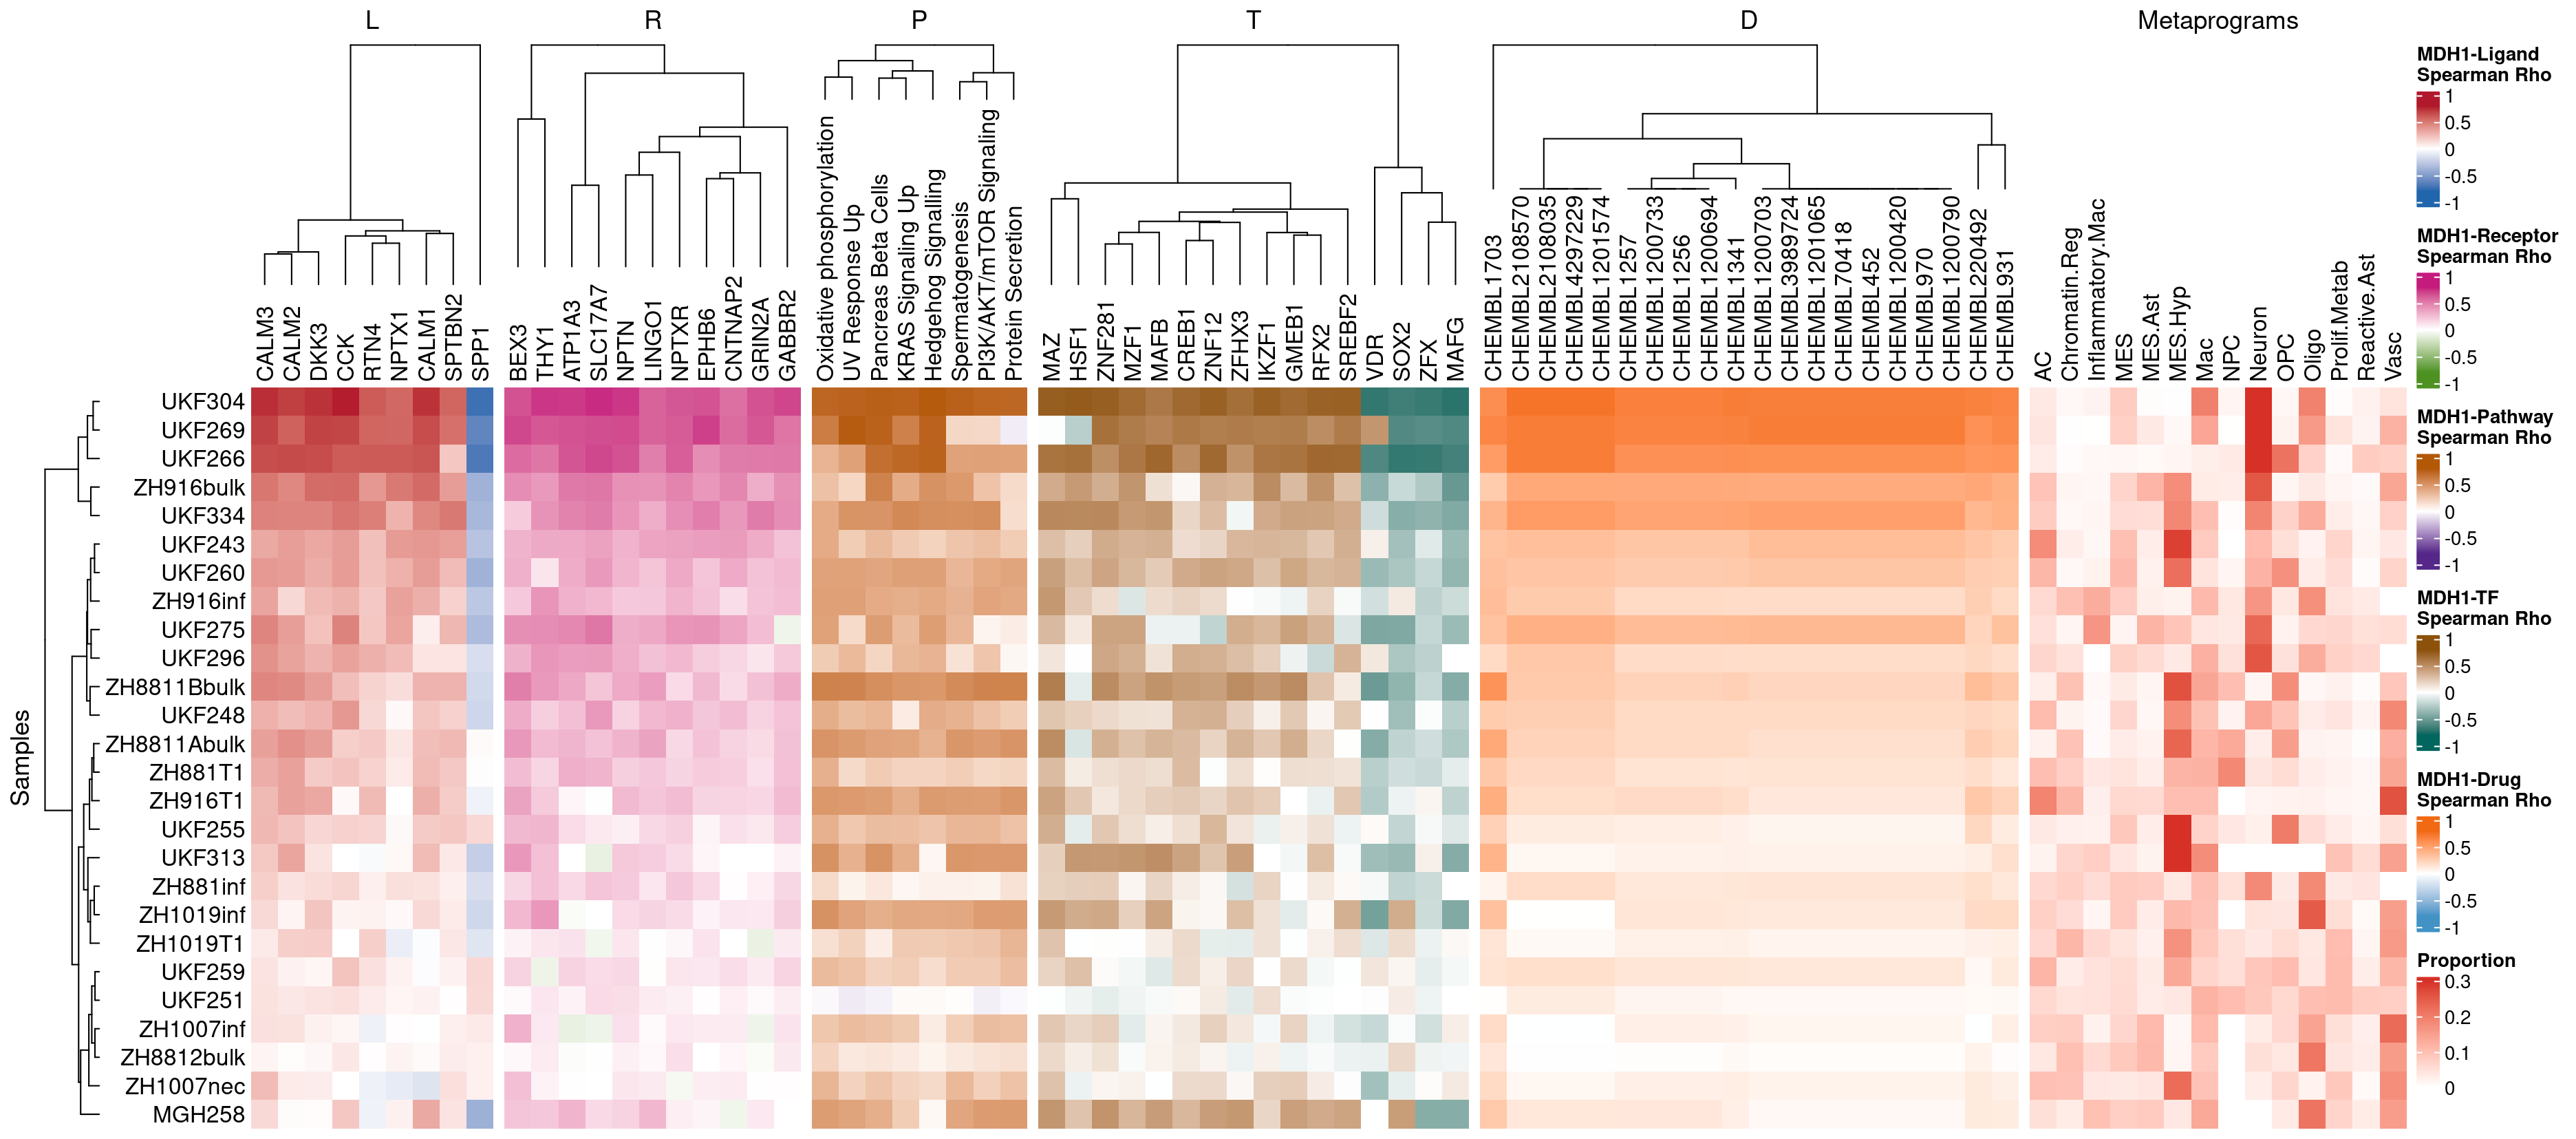 L R P T D Metaprograms
CALM3 CALM2 DKK3 CCK RTN4 NPTX1 CALM1 SPTBN2 SPP1
BEX3 THY1 ATP1A3 SLC17A7 NPTN LINGO1 NPTXR EPHB6 CNTNAP2 GRIN2A GABBR2
Oxidative phosphorylation
UV Response Up
Pancreas Beta Cells
KRAS Signaling Up
Hedgehog Signalling
Spermatogenesis
PI3K/AKT/mTOR Signaling
Protein Secretion
MAZ HSF1 ZNF281 MZF1 MAFB CREB1 ZNF12 ZFHX3 IKZF1 GMEB1 RFX2 SREBF2 VDR SOX2 ZFX MAFG
CHEMBL1703 CHEMBL2108570 CHEMBL2108035 CHEMBL4297229 CHEMBL1201574 CHEMBL1257 CHEMBL1200733 CHEMBL1256 CHEMBL1200694 CHEMBL1341 CHEMBL1200703 CHEMBL3989724 CHEMBL1201065 CHEMBL70418 CHEMBL452 CHEMBL1200420 CHEMBL970 CHEMBL1200790 CHEMBL2220492 CHEMBL931
AC Chromatin.Reg Inflammatory.Mac MES MES.Ast MES.Hyp Mac NPC Neuron OPC Oligo Prolif.Metab Reactive.Ast Vasc
Samples
UKF304
UKF269
UKF266
ZH916bulk
UKF334
UKF243
UKF260
ZH916inf
UKF275
UKF296
ZH8811Bbulk
UKF248
ZH8811Abulk
ZH881T1
ZH916T1
UKF255
UKF313
ZH881inf
ZH1019inf
ZH1019T1
UKF259
UKF251
ZH1007inf
ZH8812bulk
ZH1007nec
MGH258
MDH1-Ligand
Spearman Rho
1
0.5
0
-0.5
-1
MDH1-Receptor
Spearman Rho
1
0.5
0
-0.5
-1
MDH1-Pathway
Spearman Rho
1
0.5
0
-0.5
-1
MDH1-TF
Spearman Rho
1
0.5
0
-0.5
-1
MDH1-Drug
Spearman Rho
1
0.5
0
-0.5
-1
Proportion
0.3
0.2
0.1
0